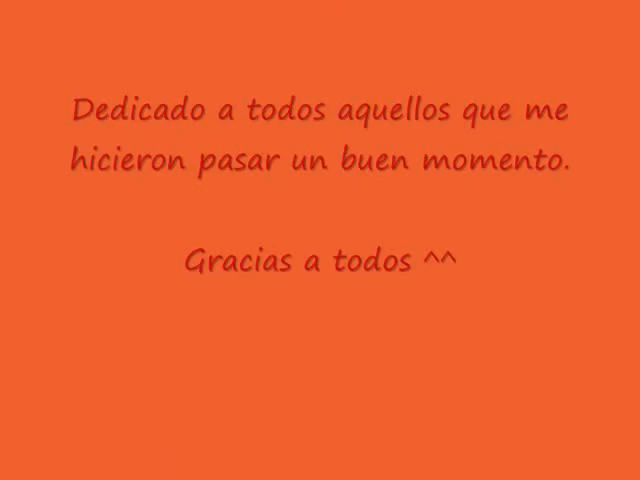 Dedicado a todos aquellos que me
hicieron pasar un buen momento.
Gracias a todos ^^